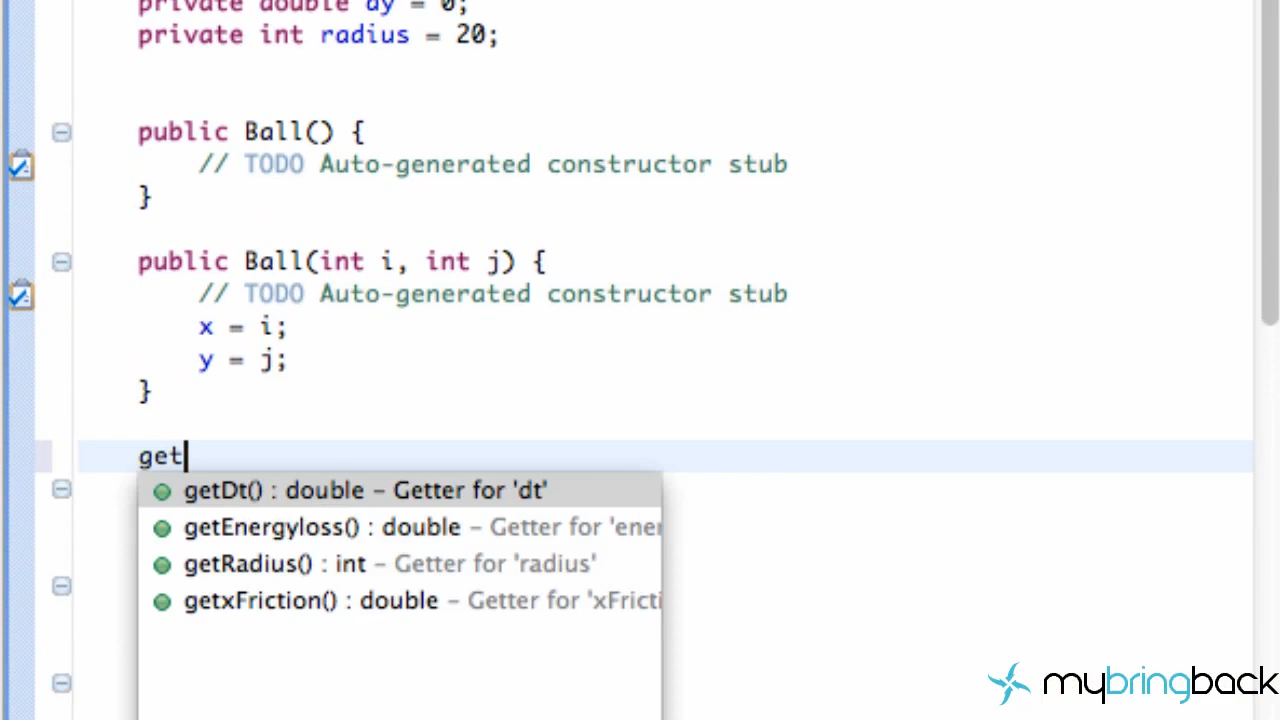 private double dy = 0;
private int radius = 20;
public Ball() {
// TODO Auto-generated constructor stub
}
public Ball(int i, int j) {
// TODO Auto-generated constructor stub
x = i;
y = j;
}
get
getDt() : double - Getter for 'dt'
getEnergyloss() : double - Getter for 'ener
getRadius() : int - Getter for 'radius'
getxFriction() : double - Getter for 'xFricti
mybringback